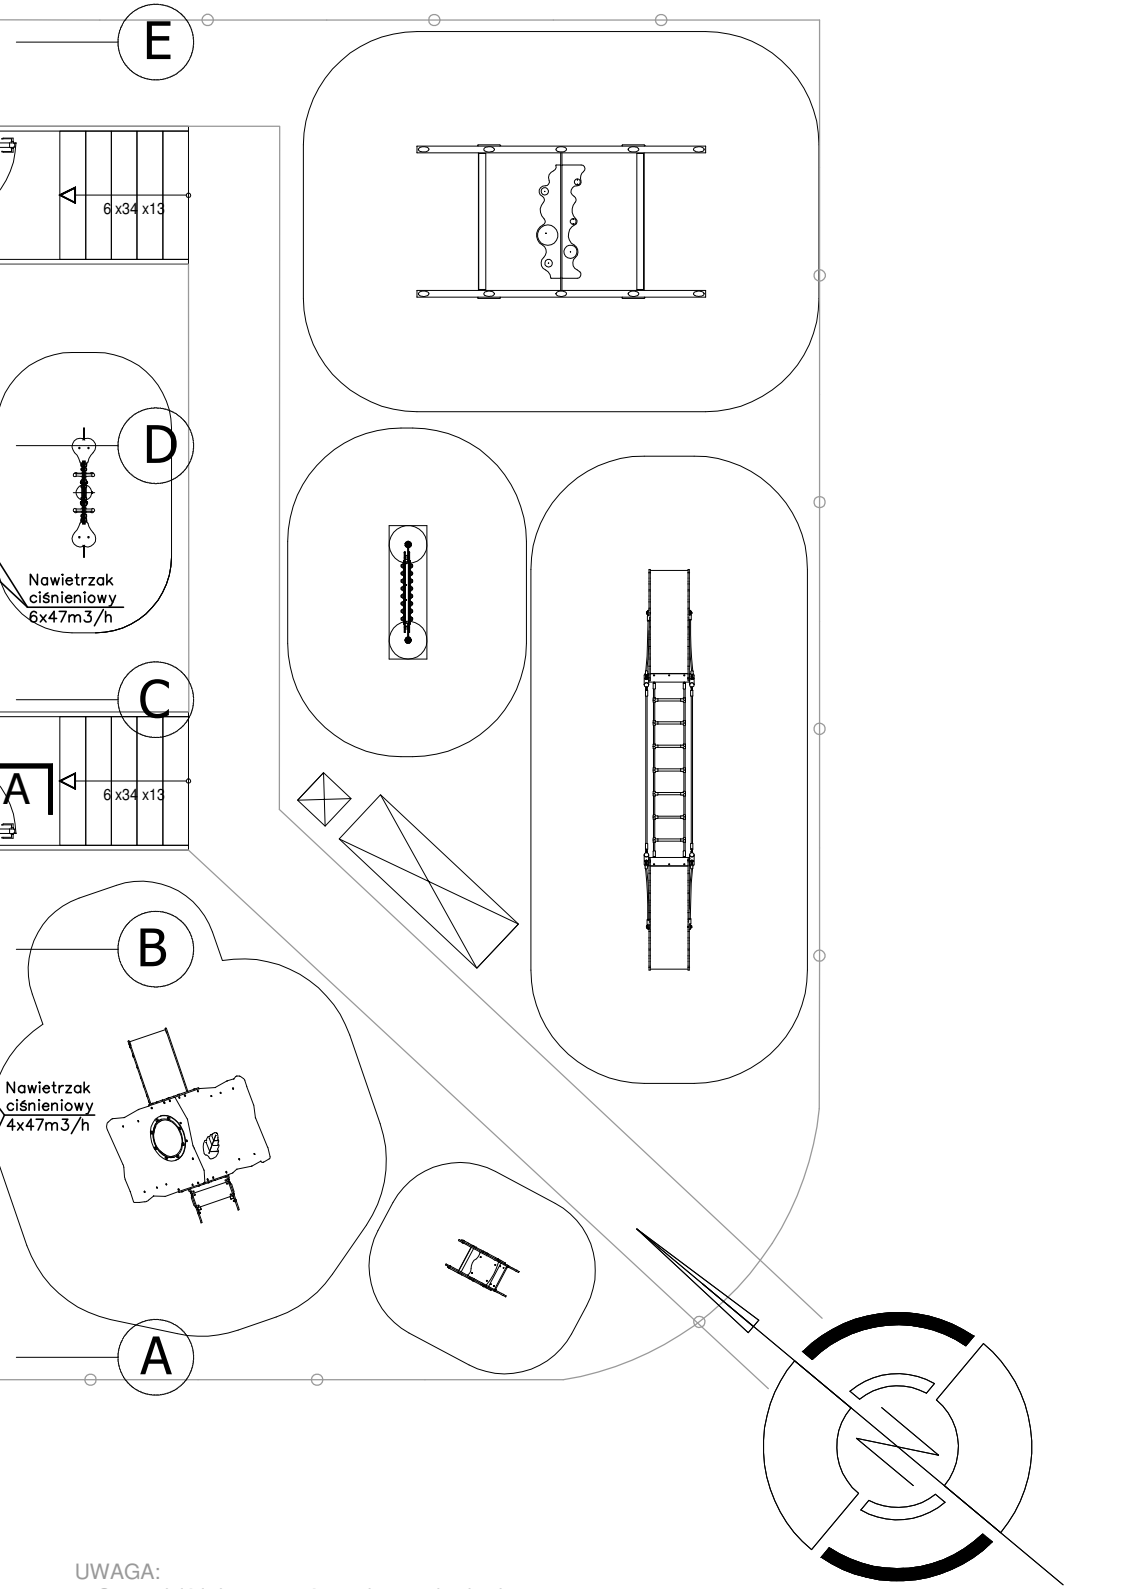 E
6 x34 x13
D
Nawietrzak
ciśnieniowy
6x47m3/h
C
A
6 x34 x13
B
Nawietrzak
ciśnieniowy
4x47m3/h
A
N
UWAGA: